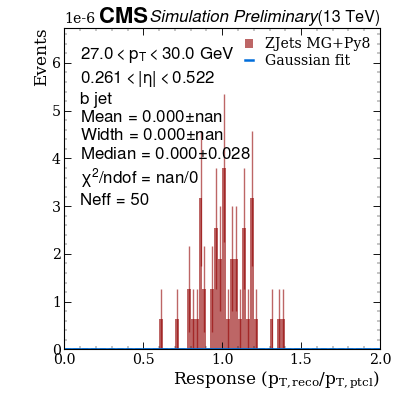 1e-6 CMS Simulation Preliminary (13 TeV)
Events
27.0 < p_T < 30.0 GeV
0.261 < |η| < 0.522
b jet
Mean = 0.000±nan
Width = 0.000±nan
Median = 0.000±0.028
χ²/ndof = nan/0
Neff = 50
ZJets MG+Py8
Gaussian fit
6
5
4
3
2
1
0
0.0 0.5 1.0 1.5 2.0
Response (p_T,reco/p_T,ptcl)